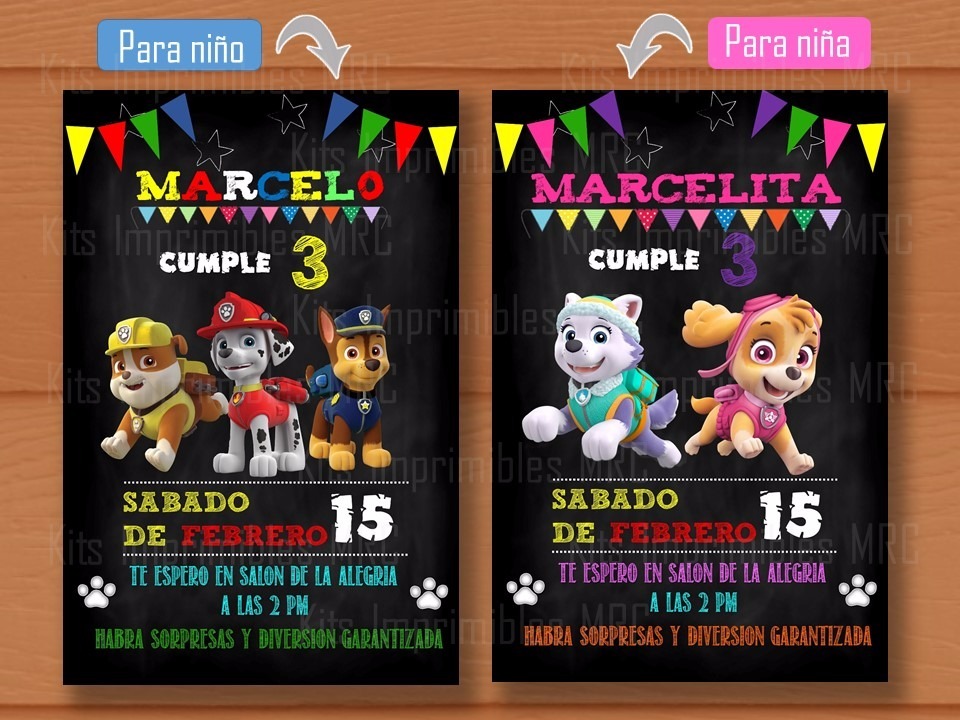 Para niño
Para niña
MARCELO
CUMPLE 3
SABADO 15
DE FEBRERO
TE ESPERO EN SALON DE LA ALEGRIA
A LAS 2 PM
HABRA SORPRESAS Y DIVERSION GARANTIZADA
MARCELITA
CUMPLE 3
SABADO 15
DE FEBRERO
TE ESPERO EN SALON DE LA ALEGRIA
A LAS 2 PM
HABRA SORPRESAS Y DIVERSION GARANTIZADA
Kits Imprimibles MRC